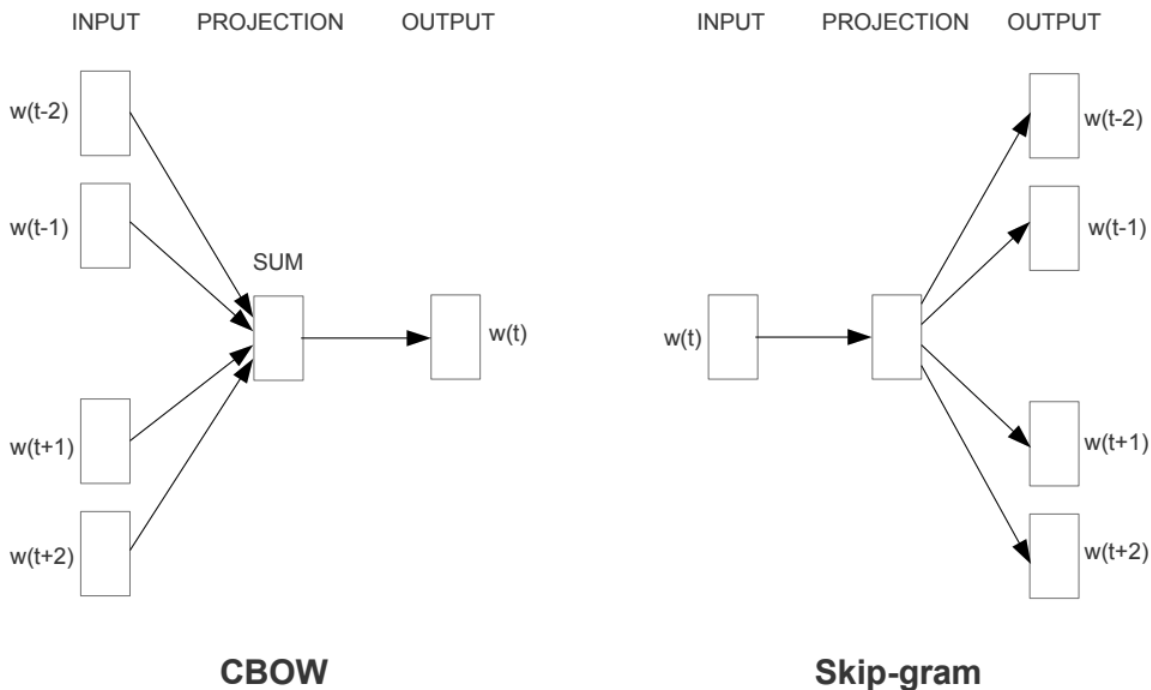 INPUT PROJECTION OUTPUT
w(t-2)
w(t-1)
SUM
w(t)
w(t+1)
w(t+2)
CBOW
INPUT PROJECTION OUTPUT
w(t-2)
w(t-1)
w(t)
w(t+1)
w(t+2)
Skip-gram